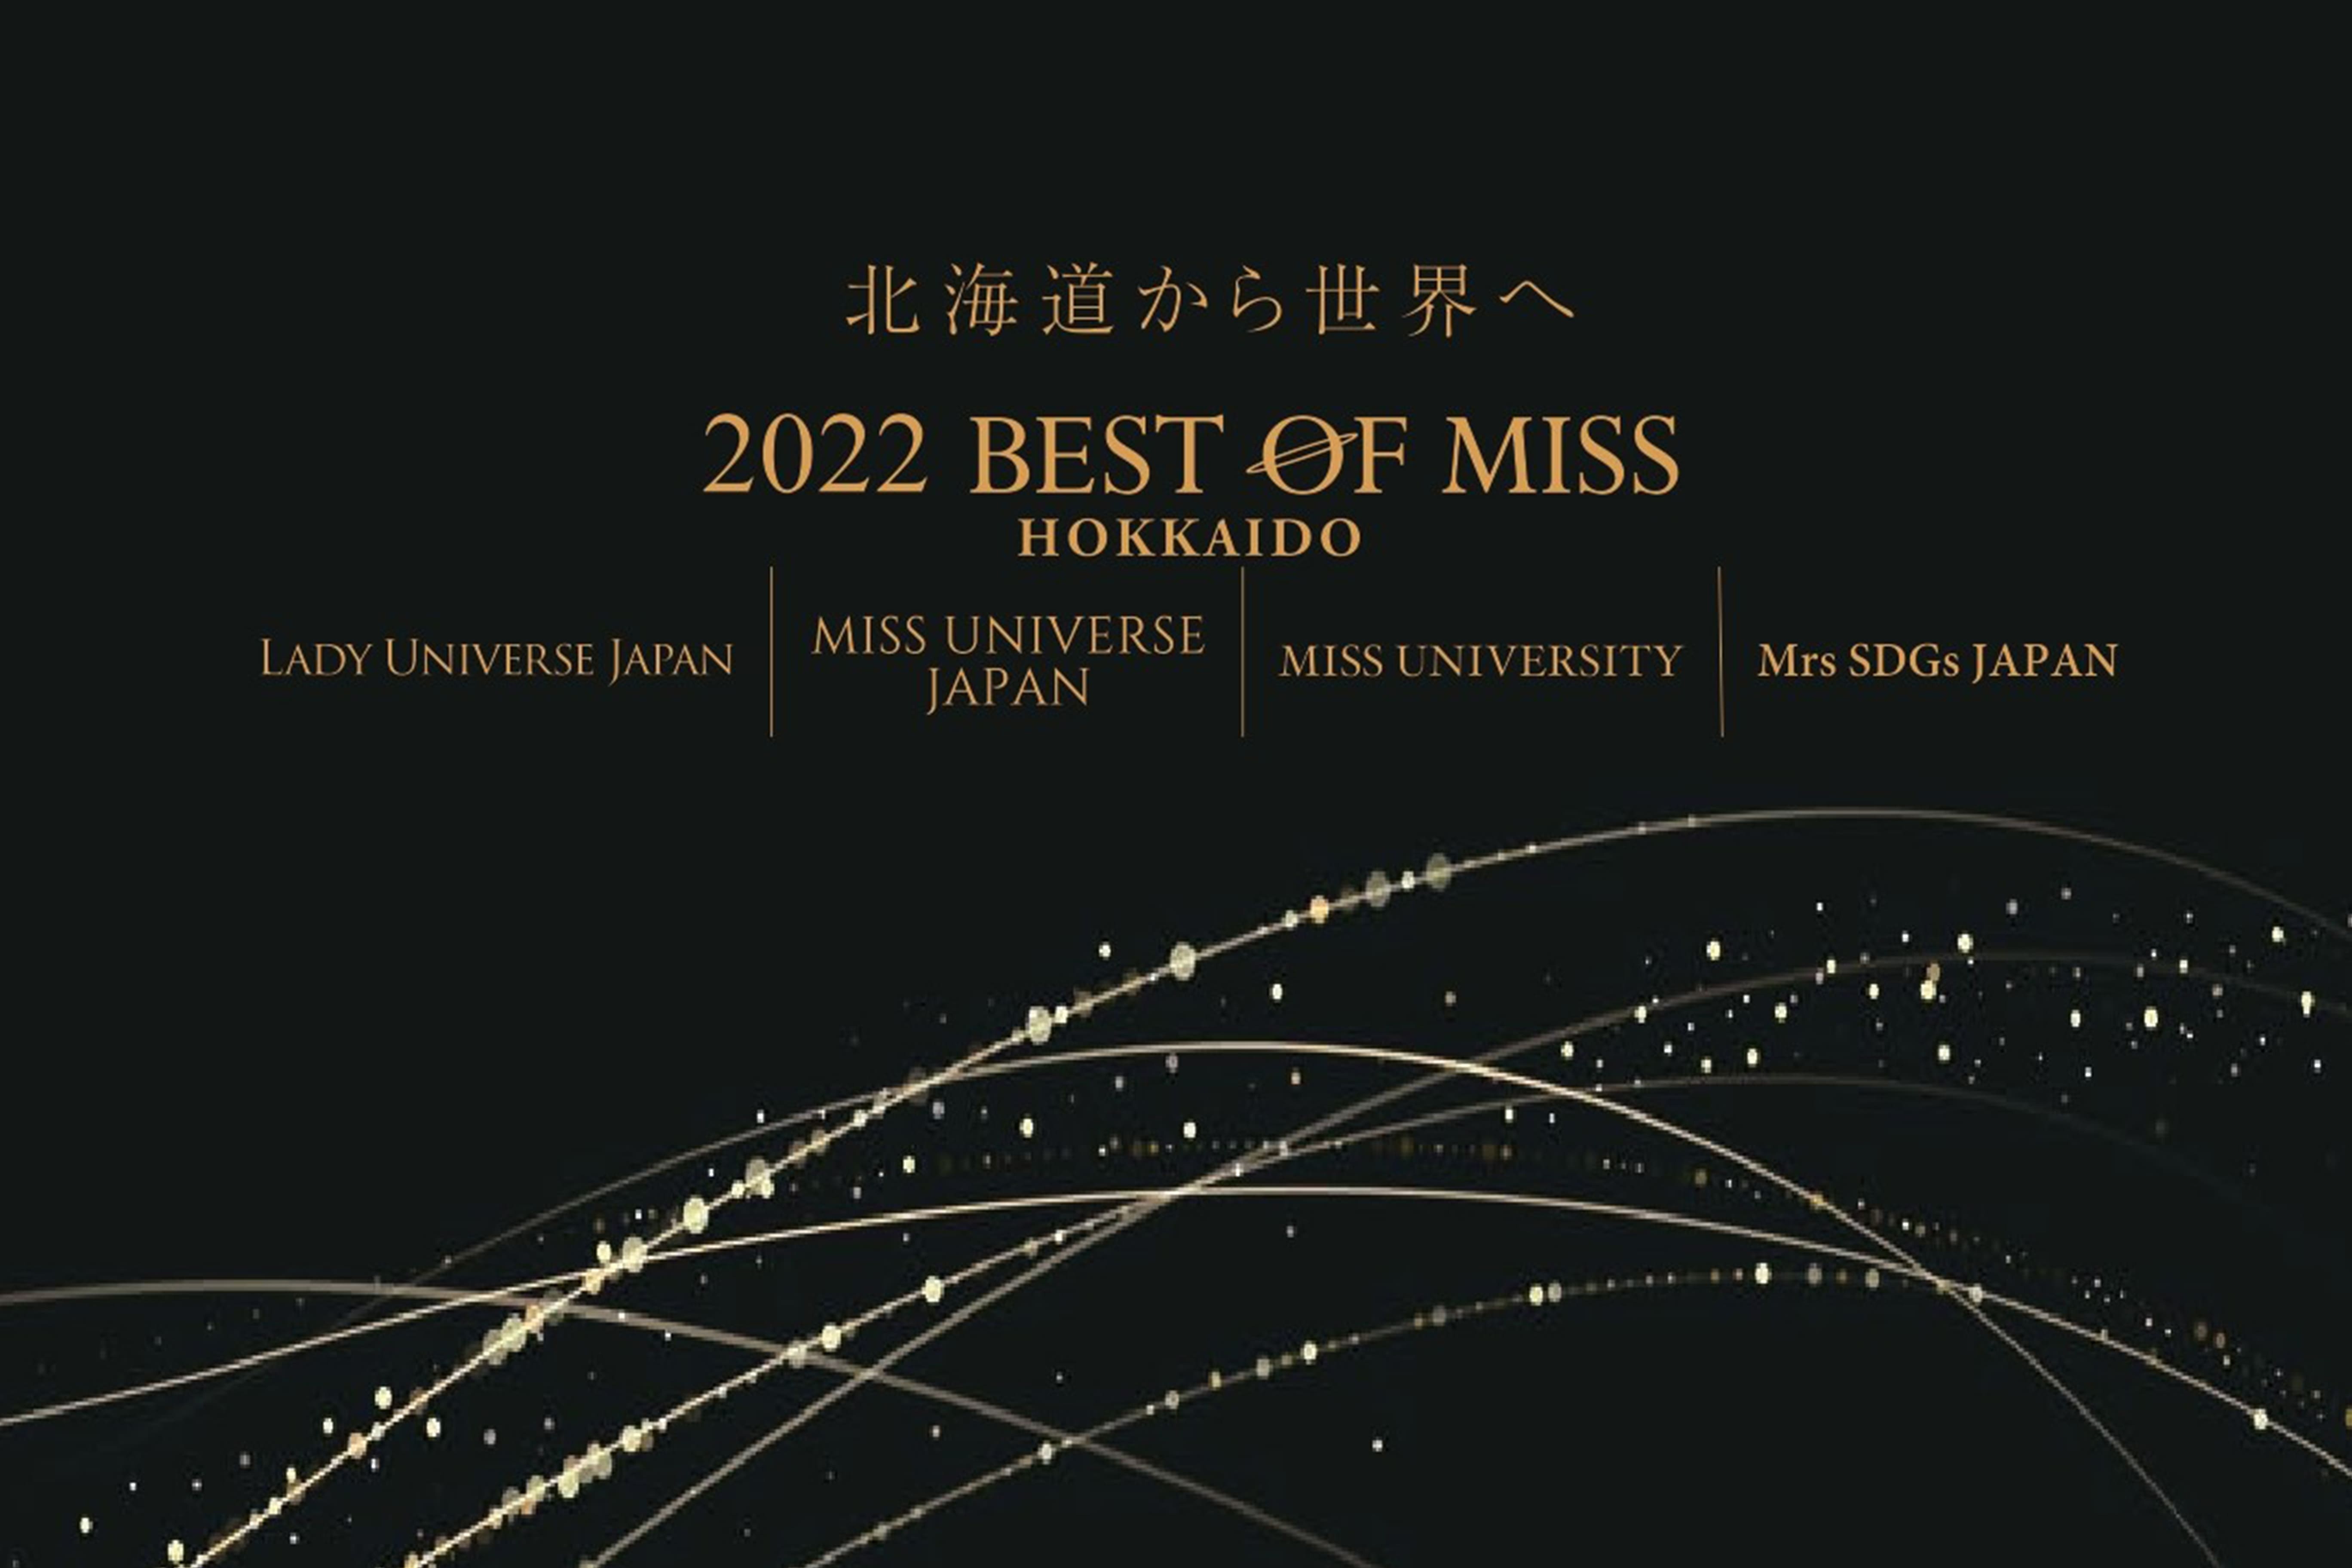 北海道から世界へ
2022 BEST OF MISS
HOKKAIDO
LADY UNIVERSE JAPAN
MISS UNIVERSE
JAPAN
MISS UNIVERSITY
Mrs SDGs JAPAN